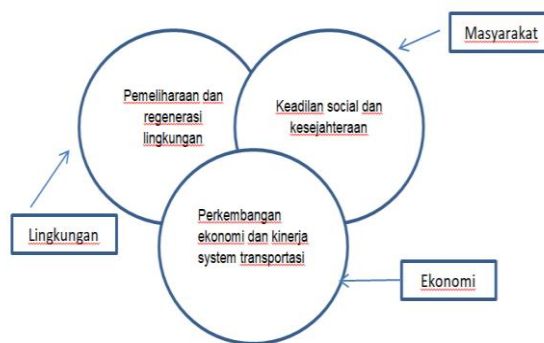 Masyarakat
Pemeliharaan dan
regenerasi
lingkungan
Keadilan social dan
kesejahteraan
Perkembangan
ekonomi dan kinerja
system transportasi
Lingkungan
Ekonomi